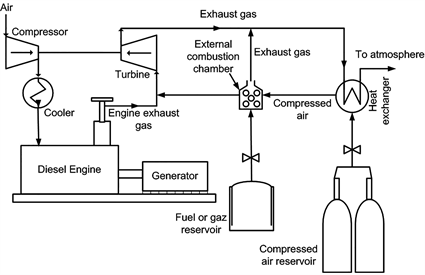 Air
Compressor
Exhaust gas
External
combustion
chamber
Exhaust gas
To atmosphere
Turbine
Cooler
Engine exhaust
gas
Compressed
air
Heat
exchanger
Diesel Engine
Generator
Fuel or gaz
reservoir
Compressed
air reservoir